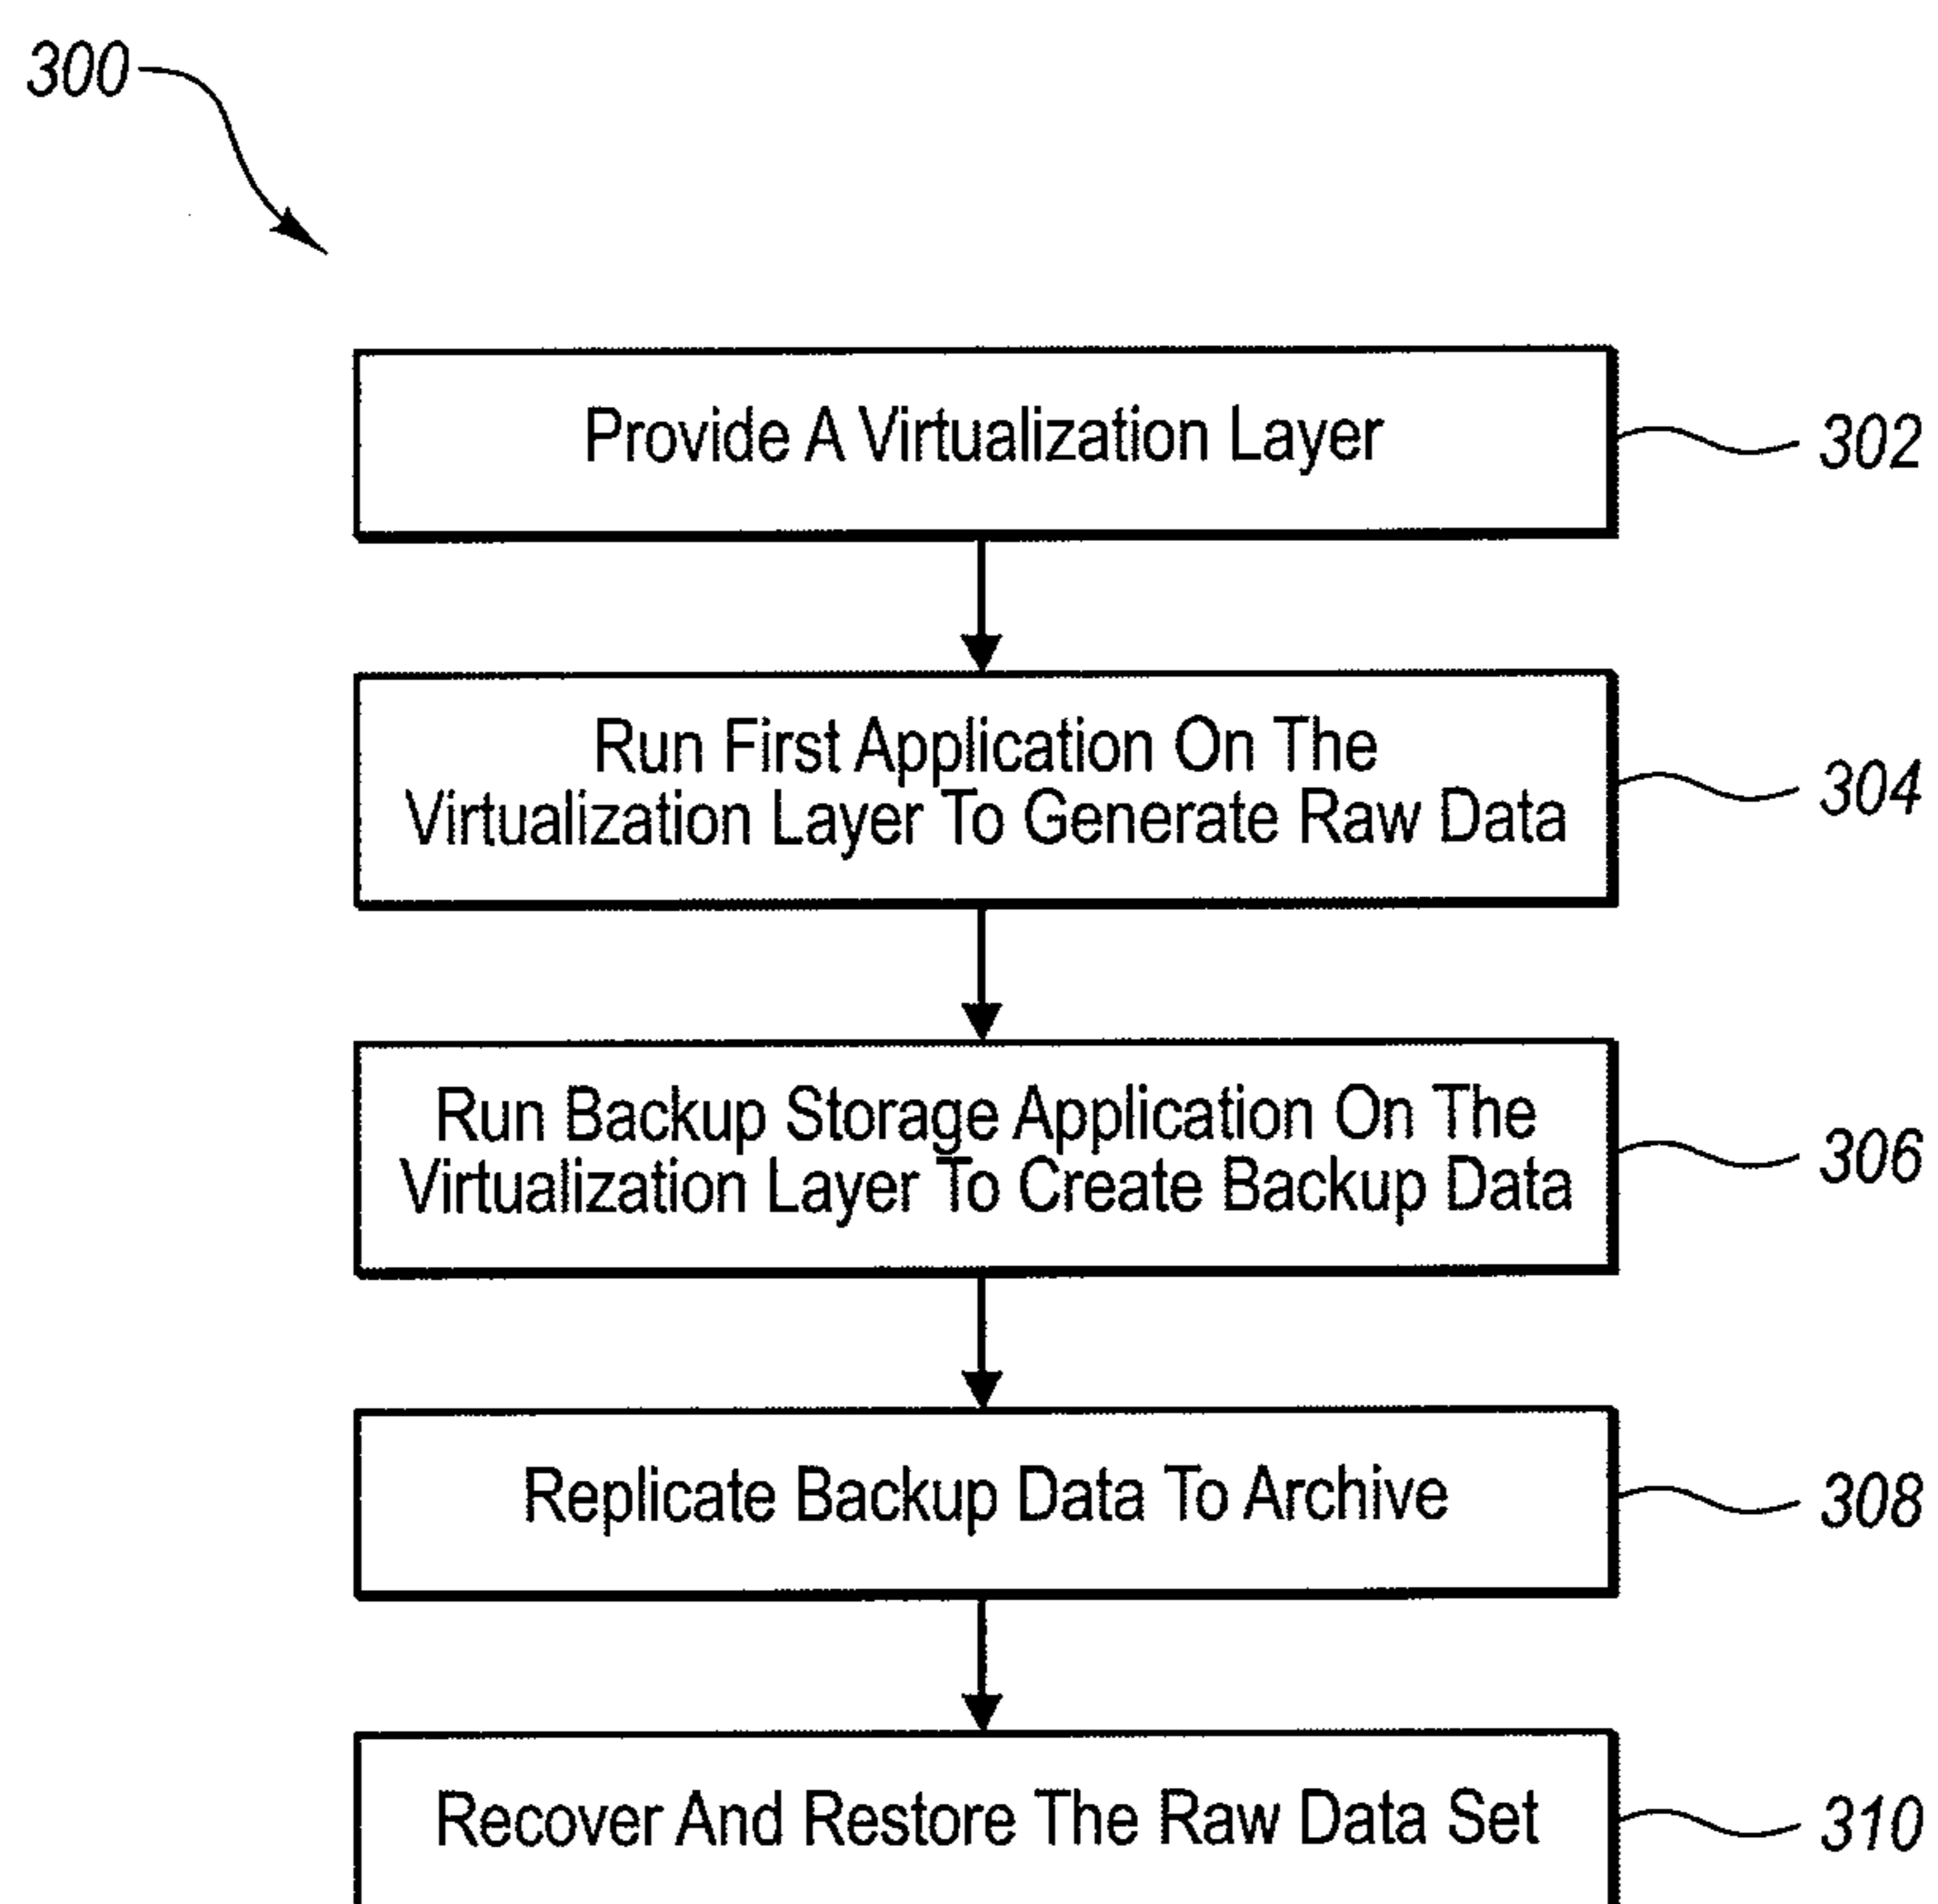 300
Provide A Virtualization Layer
302
Run First Application On The
Virtualization Layer To Generate Raw Data
304
Run Backup Storage Application On The
Virtualization Layer To Create Backup Data
306
Replicate Backup Data To Archive
308
Recover And Restore The Raw Data Set
310